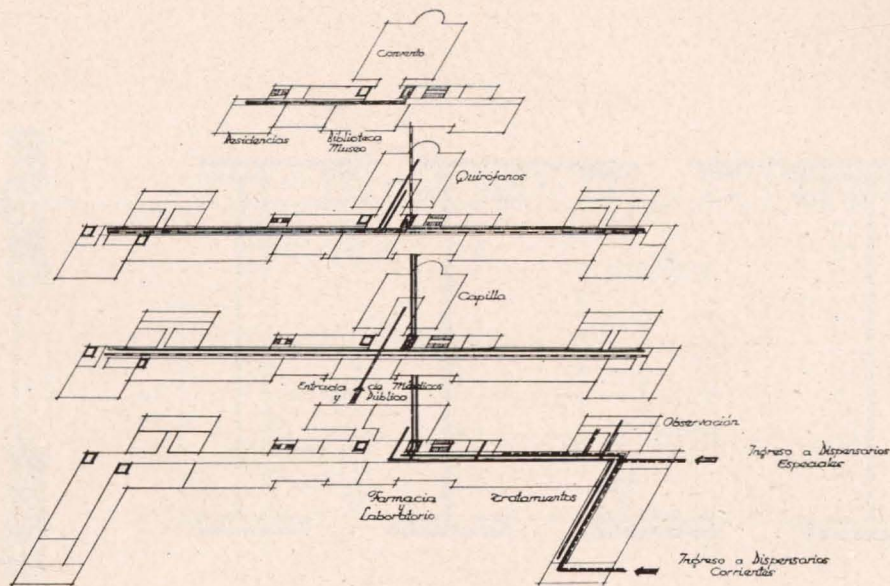 Convento
Residencias
Biblioteca
Museo
Quirófanos
Capilla
Entrada de Médicos
y Público
Observación
Ingreso a Dispensarios
Especiales
Farmacia
y
Laboratorio
Tratamientos
Ingreso a Dispensarios
Corrientes